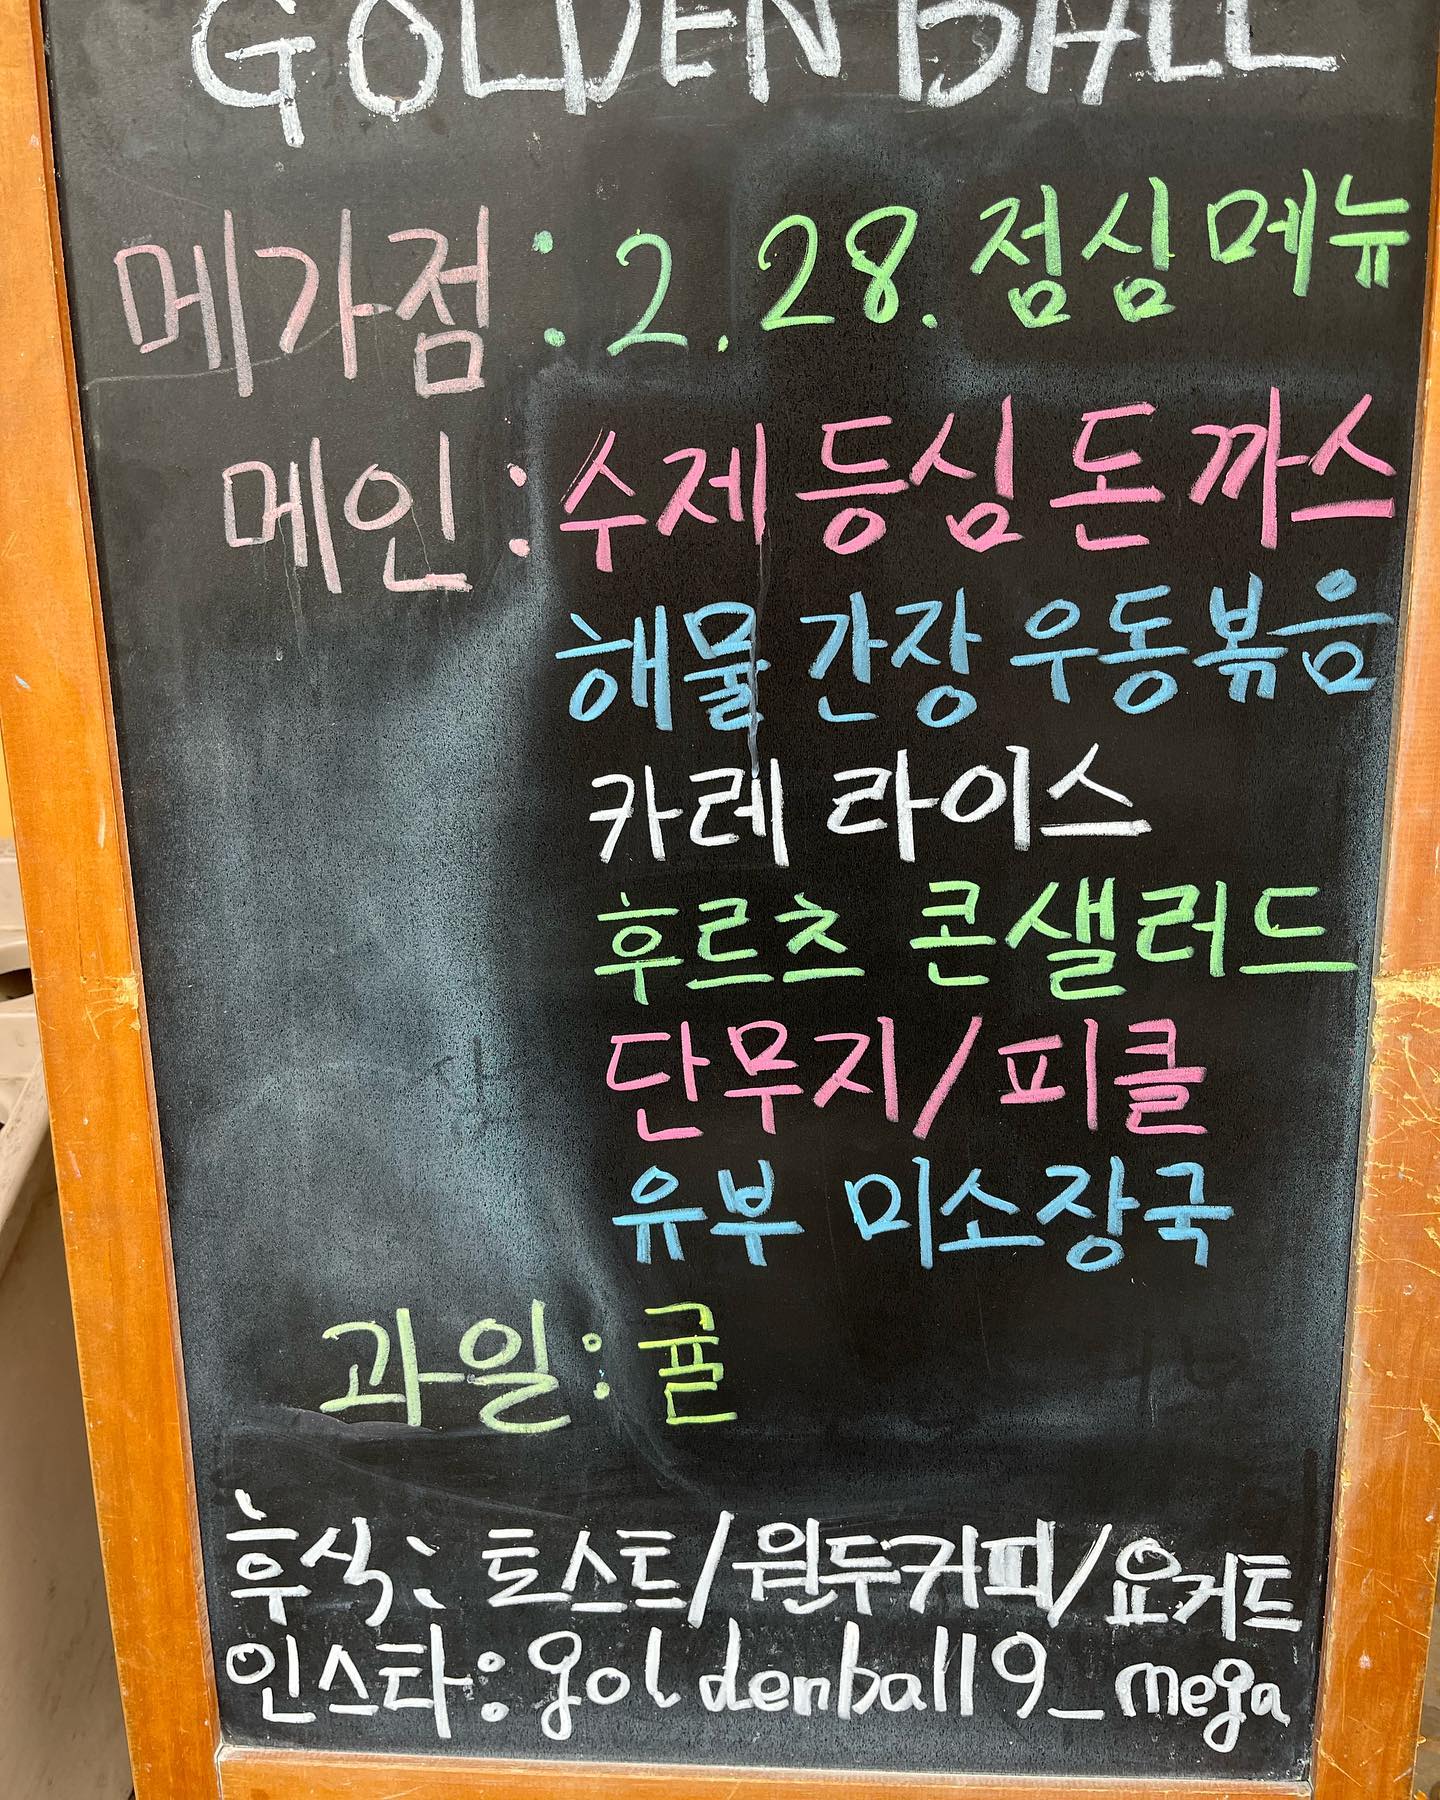 GOLDEN BALL
메가점: 2. 28. 점심 메뉴
메인: 수제 등심 돈까스
해물 간장 우동볶음
카레 라이스
후르츠 콘샐러드
단무지/피클
유부 미소장국
과일: 귤
후식: 토스트/원두커피/요거트
인스타: goldenball19_mega